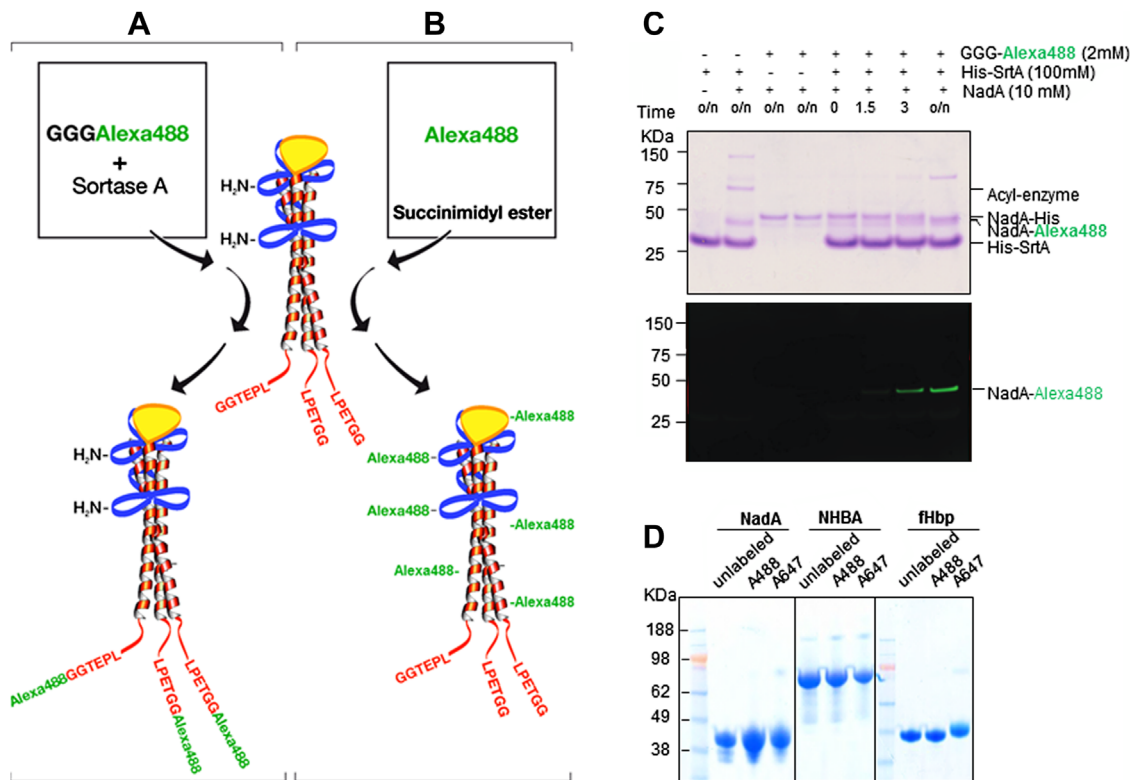 A
B
GGGAlexa488
+
Sortase A
Alexa488
Succinimidyl ester
H₂N-
H₂N-
GGTEPL
LPETGG
LPETGG
H₂N-
H₂N-
Alexa488GGTEPL
LPETGGAlexa488
LPETGGAlexa488
-Alexa488
Alexa488-
Alexa488-
-Alexa488
Alexa488-
-Alexa488
GGTEPL
LPETGG
LPETGG
C
- - + + + + + + GGG-Alexa488 (2mM)
+ + - - + + + + His-SrtA (100mM)
- + + + + + + + NadA (10 mM)
Time o/n o/n o/n o/n 0 1.5 3 o/n
KDa
150
75
50
25
Acyl-enzyme
NadA-His
NadA-Alexa488
His-SrtA
150
75
50
25
NadA-Alexa488
D
NadA NHBA fHbp
unlabeled A488 A647 unlabeled A488 A647 unlabeled A488 A647
KDa
188
98
62
49
38